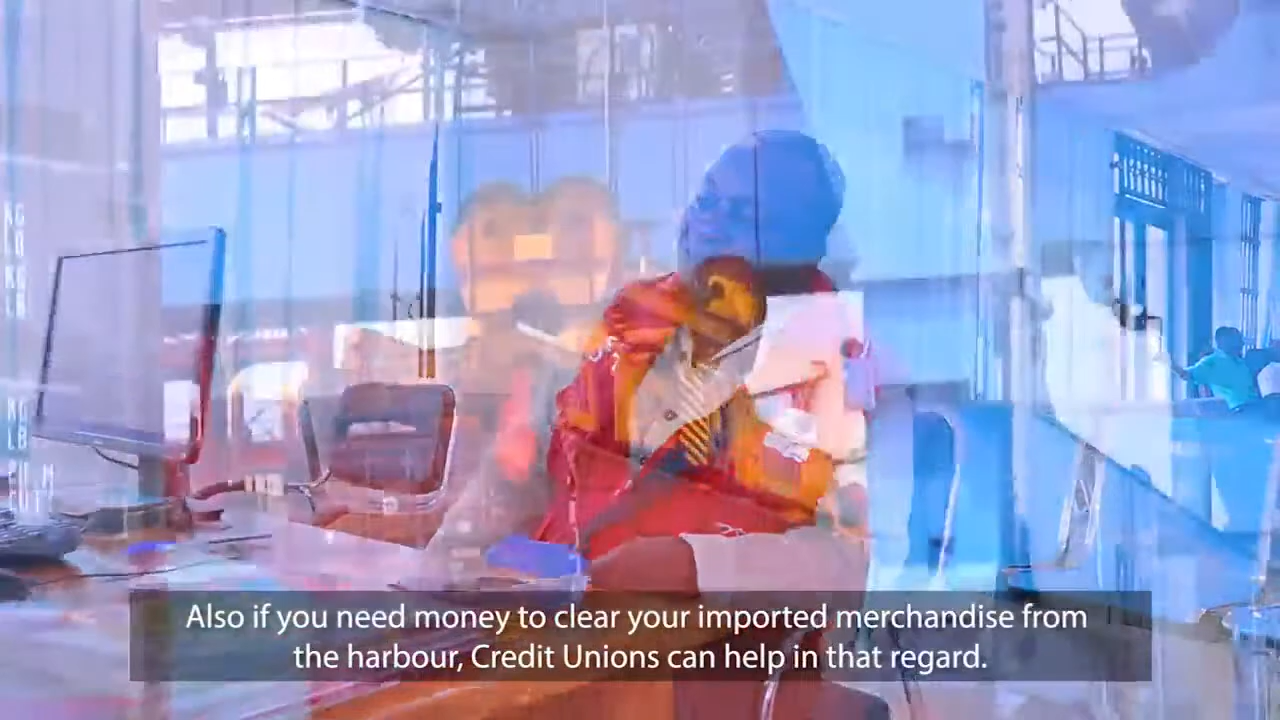 Also if you need money to clear your imported merchandise from
the harbour, Credit Unions can help in that regard.